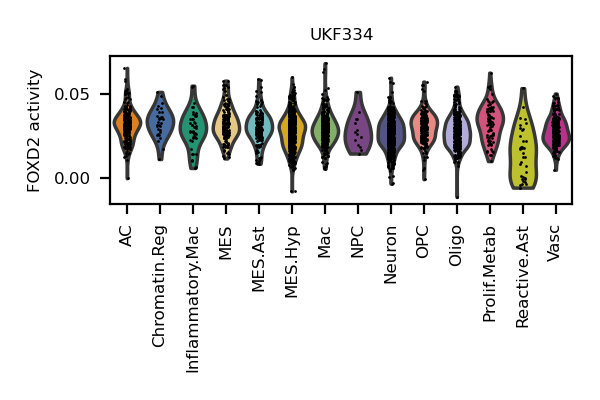 UKF334
FOXD2 activity
0.05
0.00
AC
Chromatin.Reg
Inflammatory.Mac
MES
MES.Ast
MES.Hyp
Mac
NPC
Neuron
OPC
Oligo
Prolif.Metab
Reactive.Ast
Vasc